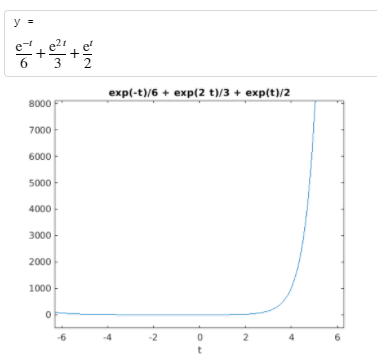 y =
e^-t/6 + e^2t/3 + e^t/2
exp(-t)/6 + exp(2 t)/3 + exp(t)/2
8000
7000
6000
5000
4000
3000
2000
1000
0
-6 -4 -2 0 2 4 6
t